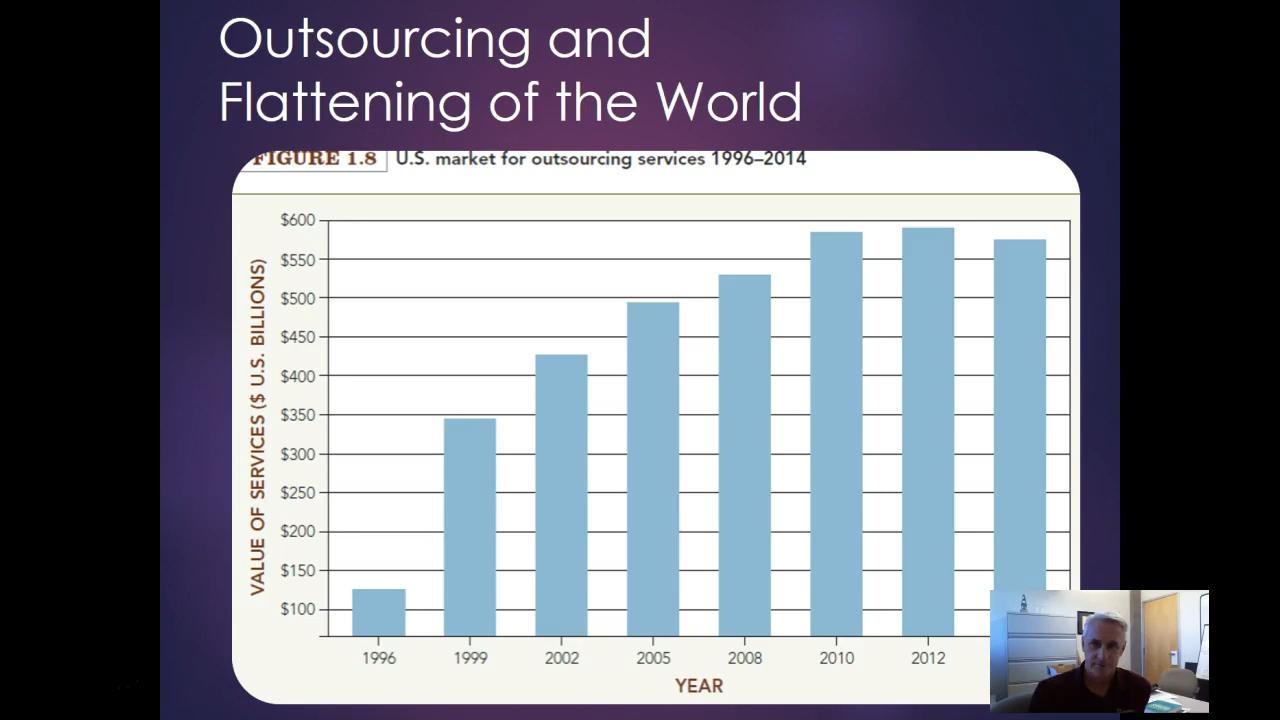 Outsourcing and
Flattening of the World
FIGURE 1.8 U.S. market for outsourcing services 1996–2014
VALUE OF SERVICES ($ U.S. BILLIONS)
$600
$550
$500
$450
$400
$350
$300
$250
$200
$150
$100
1996 1999 2002 2005 2008 2010 2012
YEAR